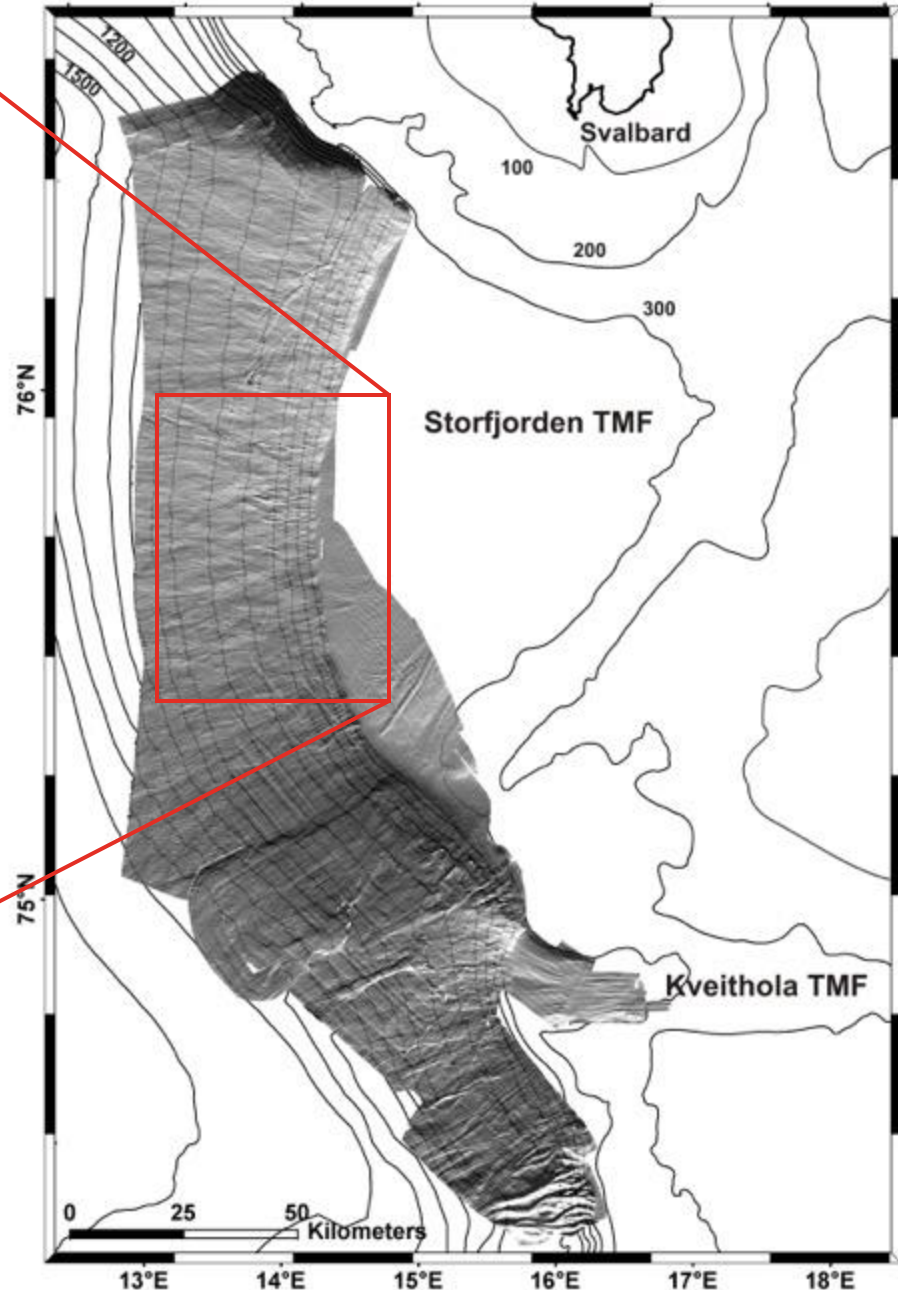 1200
1500
Svalbard
100
200
300
76°N
Storfjorden TMF
75°N
Kveithola TMF
0 25 50
Kilometers
13°E 14°E 15°E 16°E 17°E 18°E